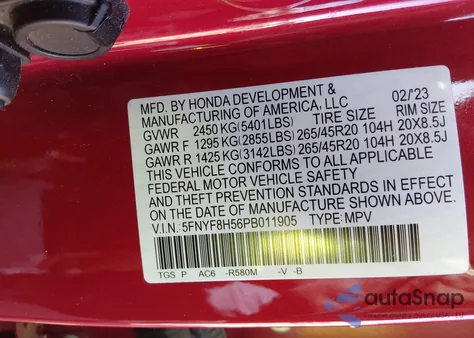 MFD. BY HONDA DEVELOPMENT & 02/'23
MANUFACTURING OF AMERICA, LLC
TIRE SIZE RIM SIZE
GVWR 2450 KG(5401LBS)
GAWR F 1295 KG(2855LBS) 265/45R20 104H 20X8.5J
GAWR R 1425 KG(3142LBS) 265/45R20 104H 20X8.5J
THIS VEHICLE CONFORMS TO ALL APPLICABLE
FEDERAL MOTOR VEHICLE SAFETY
AND THEFT PREVENTION STANDARDS IN EFFECT
ON THE DATE OF MANUFACTURE SHOWN ABOVE.
V.I.N.: 5FNYF8H56PB011905 TYPE: MPV
TGS P AC6 -R580M -V -B
autoSnap